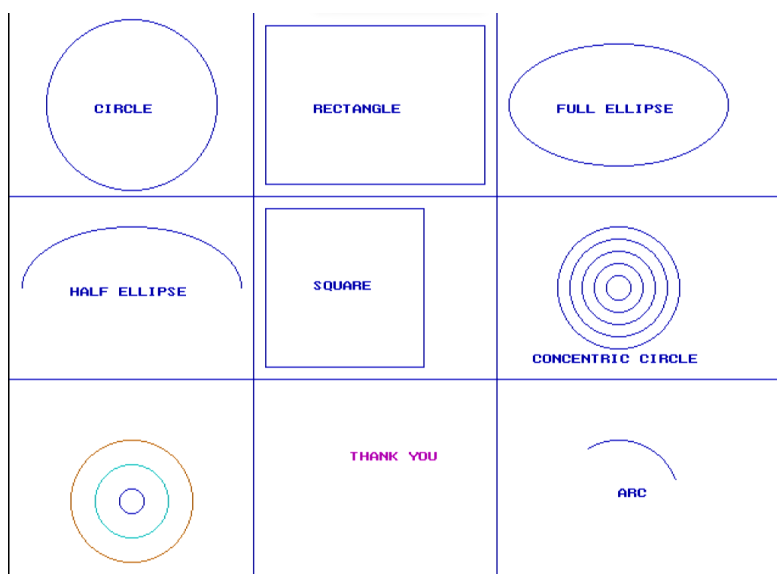 CIRCLE
RECTANGLE
FULL ELLIPSE
HALF ELLIPSE
SQUARE
CONCENTRIC CIRCLE
THANK YOU
ARC